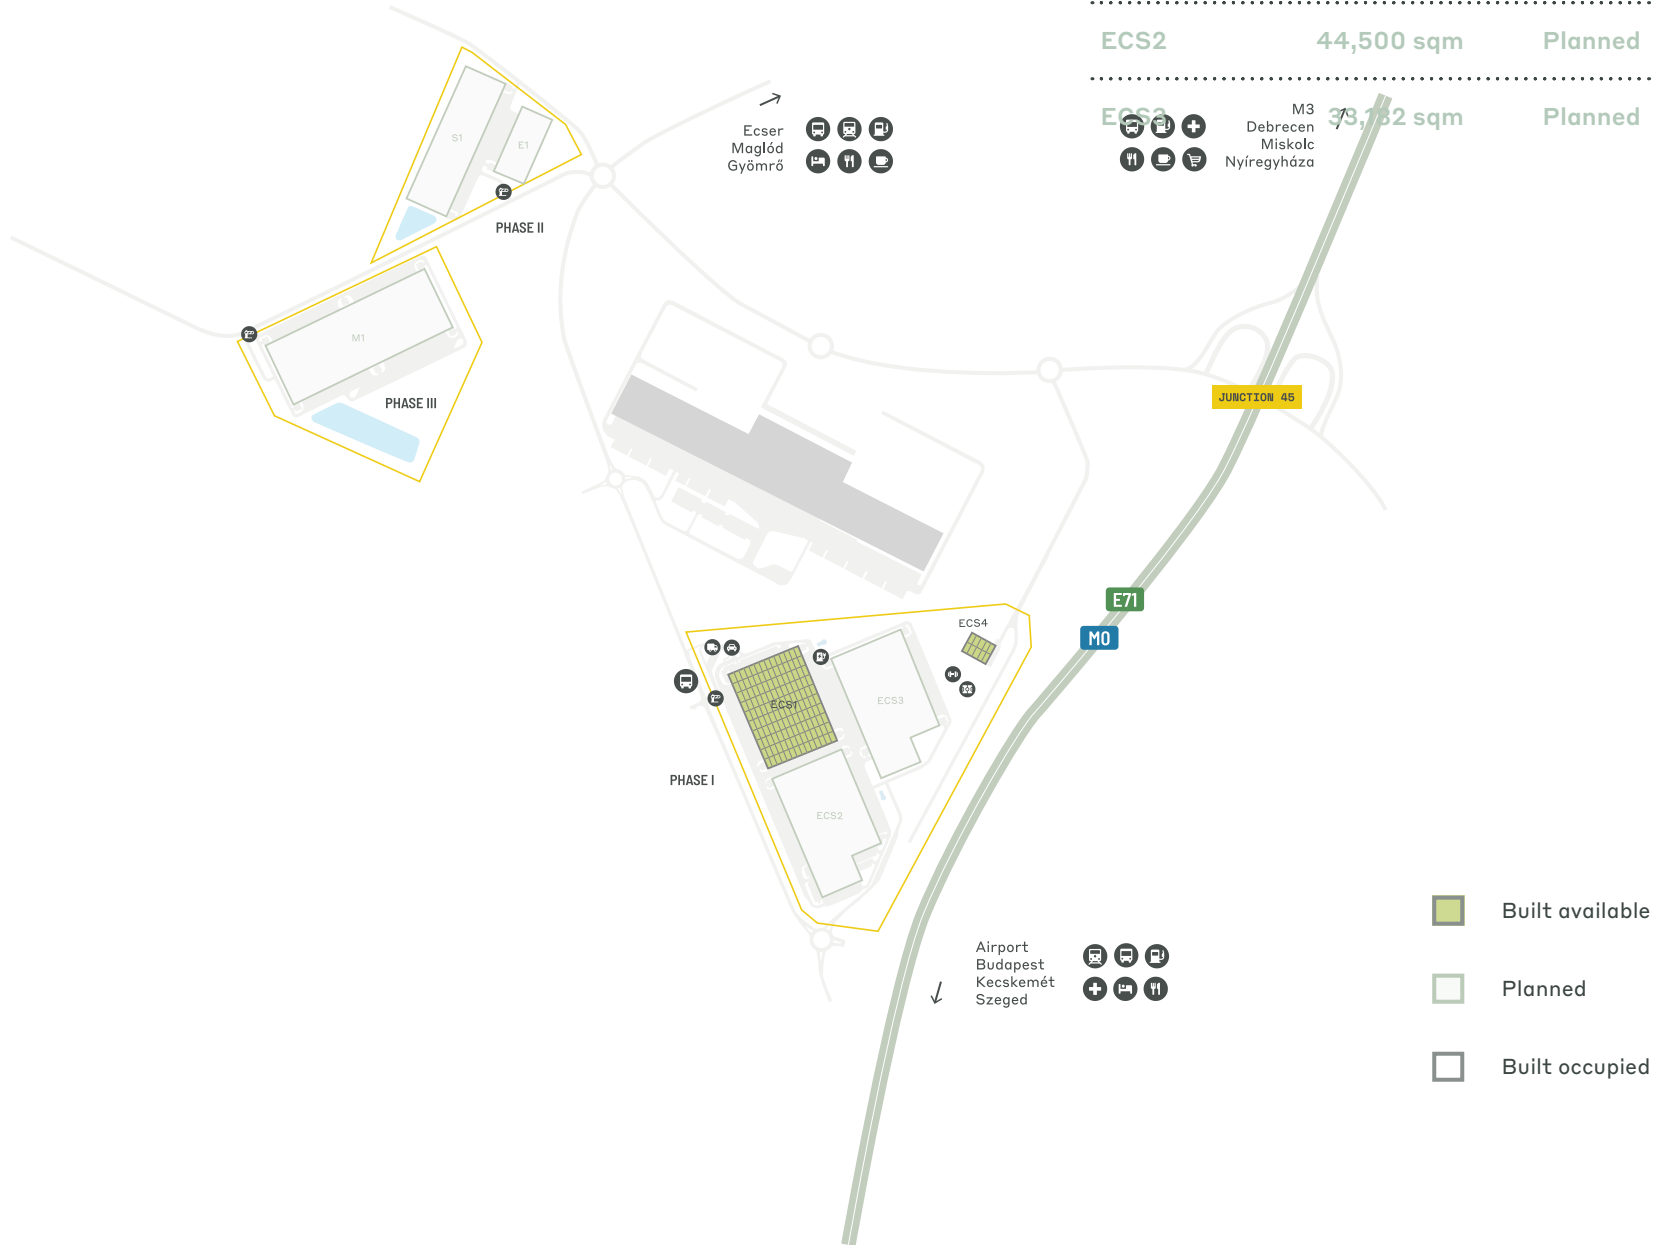 ECS2 44,500 sqm Planned
ECS3 sqm Planned
Ecser
Maglód
Gyömrő
M3
Debrecen
Miskolc
Nyíregyháza
S1
E1
PHASE II
M1
PHASE III
JUNCTION 45
E71
M0
ECS4
ECS1
ECS3
PHASE I
ECS2
Airport
Budapest
Kecskemét
Szeged
Built available
Planned
Built occupied